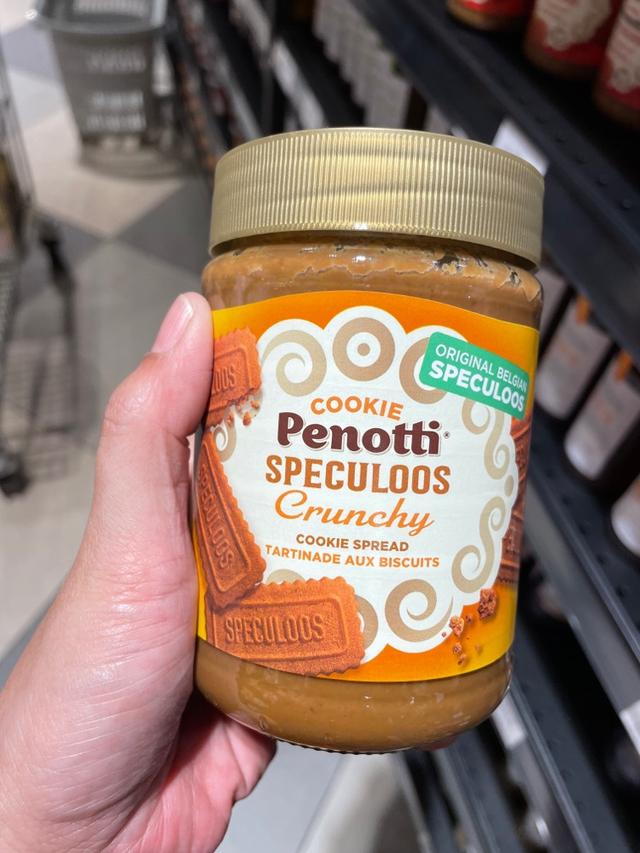 ORIGINAL BELGIAN
SPECULOOS
COOKIE
Penotti®
SPECULOOS
Crunchy
COOKIE SPREAD
TARTINADE AUX BISCUITS
SPECULOOS
SPECULOOS